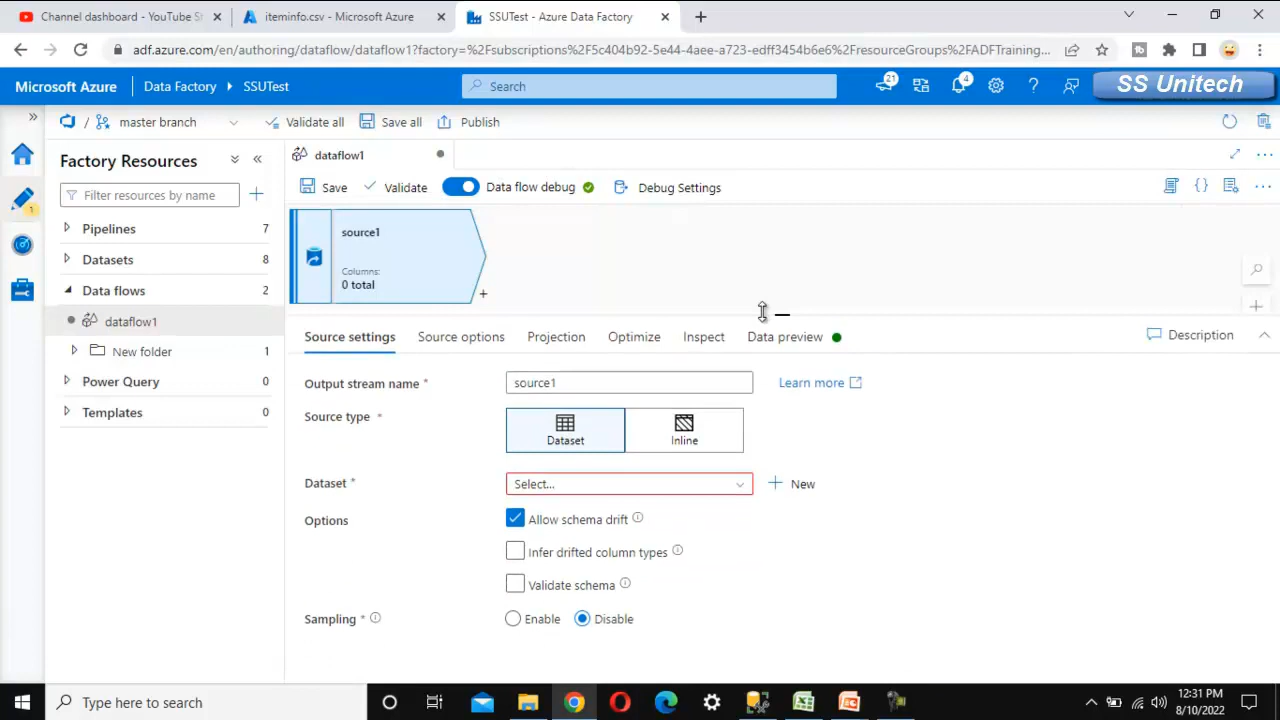 Channel dashboard - YouTube St
iteminfo.csv - Microsoft Azure
SSUTest - Azure Data Factory
adf.azure.com/en/authoring/dataflow/dataflow1?factory=%2Fsubscriptions%2F5c404b92-5e44-4aee-a723-edff3454b6e6%2FresourceGroups%2FADFTraining...
Microsoft Azure
Data Factory
SSUTest
Search
21
4
SS Unitech
master branch
Validate all
Save all
Publish
Factory Resources
dataflow1
Filter resources by name
Save
Validate
Data flow debug
Debug Settings
1
Pipelines 7
Datasets 8
Data flows 2
dataflow1
New folder 1
Power Query 0
Templates 0
source1
Columns:
0 total
Source settings
Source options
Projection
Optimize
Inspect
Data preview
Description
Output stream name *
source1
Learn more
Source type *
Dataset
Inline
Dataset *
Select...
New
Options
Allow schema drift
Infer drifted column types
Validate schema
Sampling *
Enable
Disable
Type here to search
12:31 PM
8/10/2022